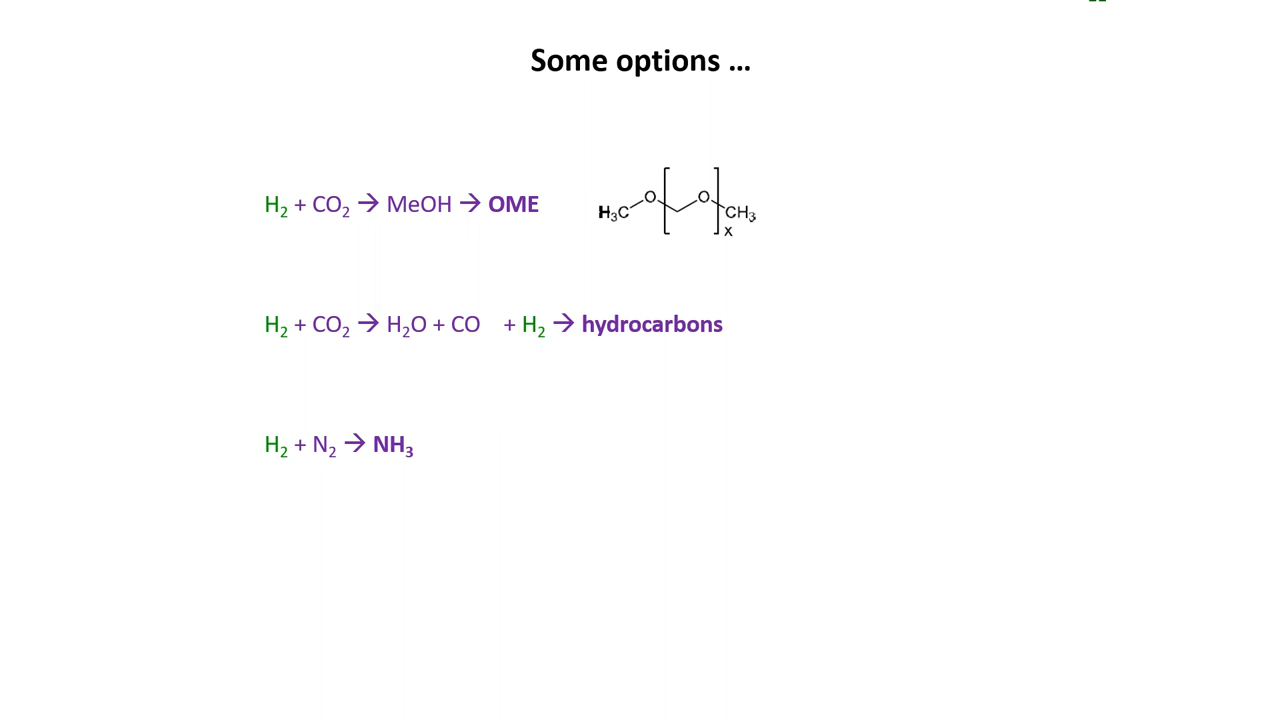 Some options …
H₂ + CO₂ → MeOH → OME
H₃C O O CH₃ x
H₂ + CO₂ → H₂O + CO + H₂ → hydrocarbons
H₂ + N₂ → NH₃